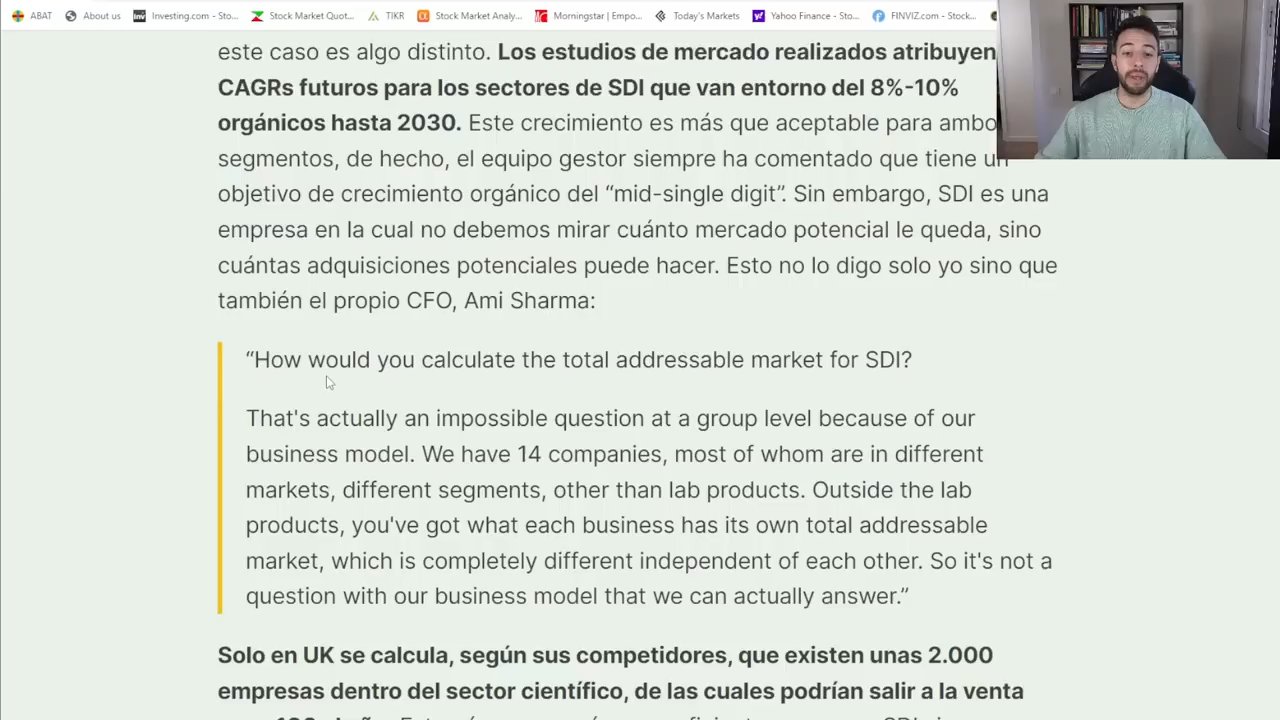 ABAT About us Investing.com - Sto... Stock Market Quot... TIKR Stock Market Analy... Morningstar | Empo... Today's Markets Yahoo Finance - Sto... FINVIZ.com - Stock...
este caso es algo distinto. Los estudios de mercado realizados atribuyen
CAGRs futuros para los sectores de SDI que van entorno del 8%-10%
orgánicos hasta 2030. Este crecimiento es más que aceptable para ambo
segmentos, de hecho, el equipo gestor siempre ha comentado que tiene un
objetivo de crecimiento orgánico del “mid-single digit”. Sin embargo, SDI es una
empresa en la cual no debemos mirar cuánto mercado potencial le queda, sino
cuántas adquisiciones potenciales puede hacer. Esto no lo digo solo yo sino que
también el propio CFO, Ami Sharma:
“How would you calculate the total addressable market for SDI?
That's actually an impossible question at a group level because of our
business model. We have 14 companies, most of whom are in different
markets, different segments, other than lab products. Outside the lab
products, you've got what each business has its own total addressable
market, which is completely different independent of each other. So it's not a
question with our business model that we can actually answer.”
Solo en UK se calcula, según sus competidores, que existen unas 2.000
empresas dentro del sector científico, de las cuales podrían salir a la venta